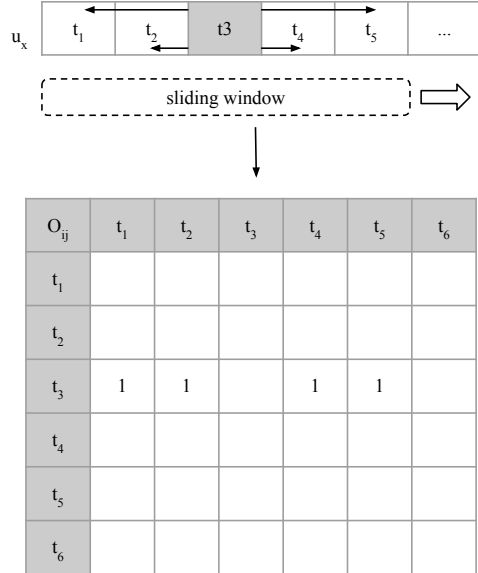 u_x t_1 t_2 t3 t_4 t_5 ...
sliding window
O_ij t_1 t_2 t_3 t_4 t_5 t_6
t_1
t_2
t_3 1 1 1 1
t_4
t_5
t_6